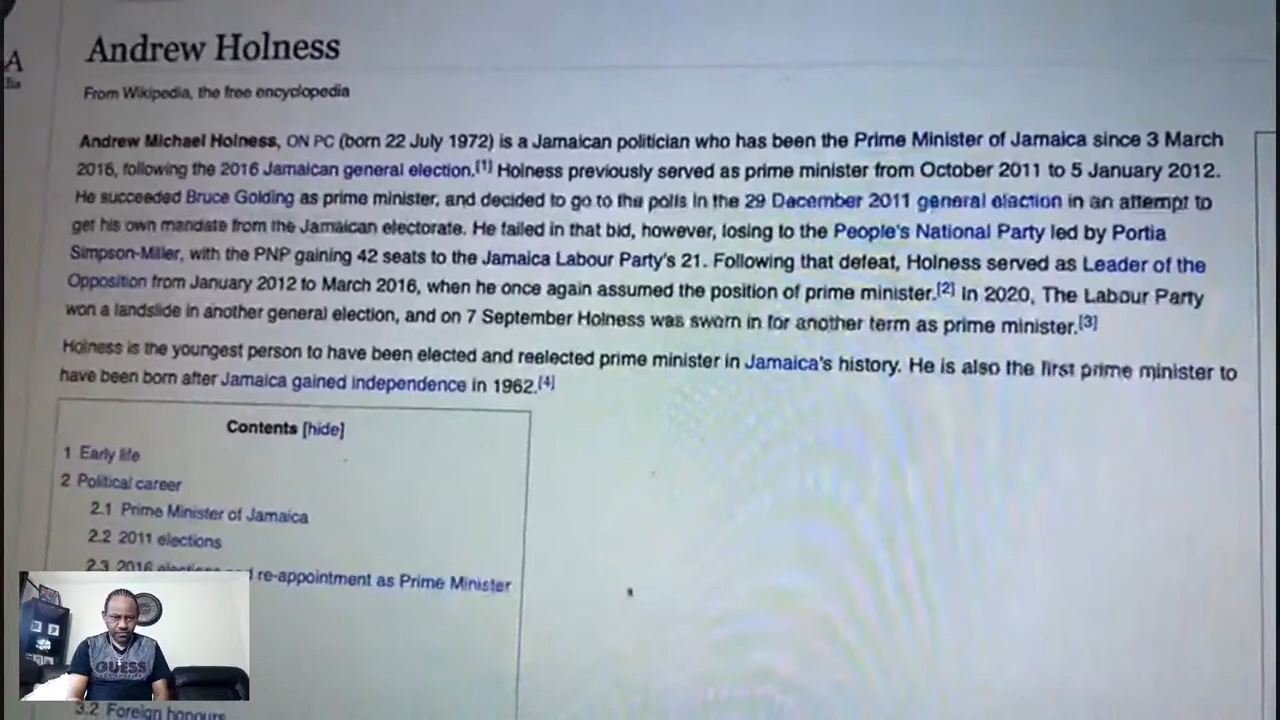 A
lia
Andrew Holness
From Wikipedia, the free encyclopedia
Andrew Michael Holness, ON PC (born 22 July 1972) is a Jamaican politician who has been the Prime Minister of Jamaica since 3 March
2016, following the 2016 Jamaican general election.[1] Holness previously served as prime minister from October 2011 to 5 January 2012.
He succeeded Bruce Golding as prime minister, and decided to go to the polls in the 29 December 2011 general election in an attempt to
get his own mandate from the Jamaican electorate. He failed in that bid, however, losing to the People's National Party led by Portia
Simpson-Miller, with the PNP gaining 42 seats to the Jamaica Labour Party's 21. Following that defeat, Holness served as Leader of the
Opposition from January 2012 to March 2016, when he once again assumed the position of prime minister.[2] In 2020, The Labour Party
won a landslide in another general election, and on 7 September Holness was sworn in for another term as prime minister.[3]
Holness is the youngest person to have been elected and reelected prime minister in Jamaica's history. He is also the first prime minister to
have been born after Jamaica gained independence in 1962.[4]
Contents [hide]
1 Early life
2 Political career
2.1 Prime Minister of Jamaica
2.2 2011 elections
2.3 2016 elections re-appointment as Prime Minister
GUESS
3.2 Foreign honours